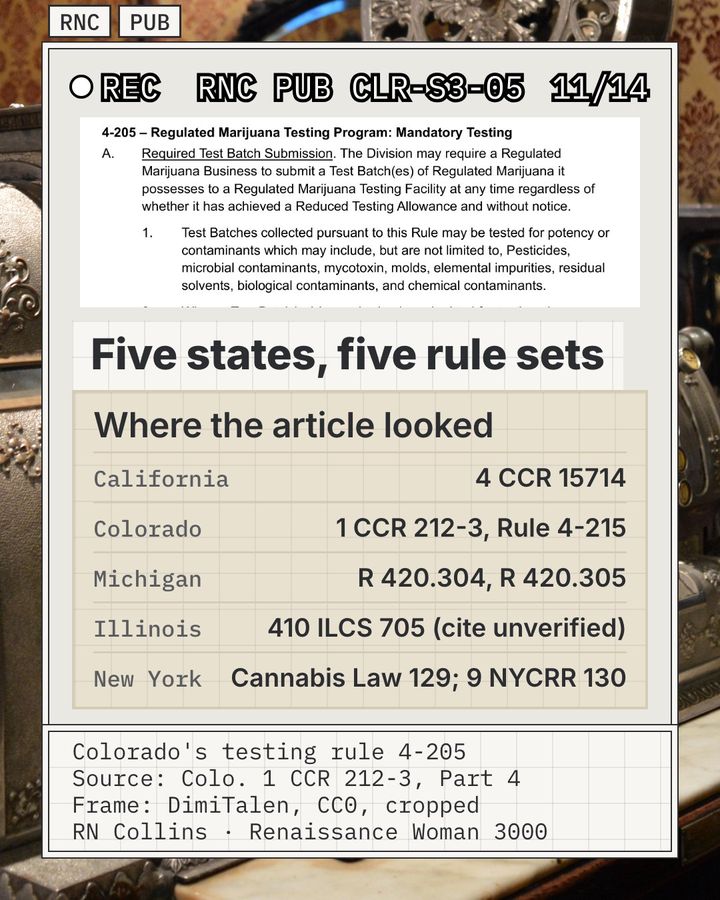 RNC PUB
REC RNC PUB CLR-S3-05 11/14
4-205 – Regulated Marijuana Testing Program: Mandatory Testing
A. Required Test Batch Submission. The Division may require a Regulated
Marijuana Business to submit a Test Batch(es) of Regulated Marijuana it
possesses to a Regulated Marijuana Testing Facility at any time regardless of
whether it has achieved a Reduced Testing Allowance and without notice.
1. Test Batches collected pursuant to this Rule may be tested for potency or
contaminants which may include, but are not limited to, Pesticides,
microbial contaminants, mycotoxin, molds, elemental impurities, residual
solvents, biological contaminants, and chemical contaminants.
Five states, five rule sets
Where the article looked
California 4 CCR 15714
Colorado 1 CCR 212-3, Rule 4-215
Michigan R 420.304, R 420.305
Illinois 410 ILCS 705 (cite unverified)
New York Cannabis Law 129; 9 NYCRR 130
Colorado's testing rule 4-205
Source: Colo. 1 CCR 212-3, Part 4
Frame: DimiTalen, CC0, cropped
RN Collins · Renaissance Woman 3000